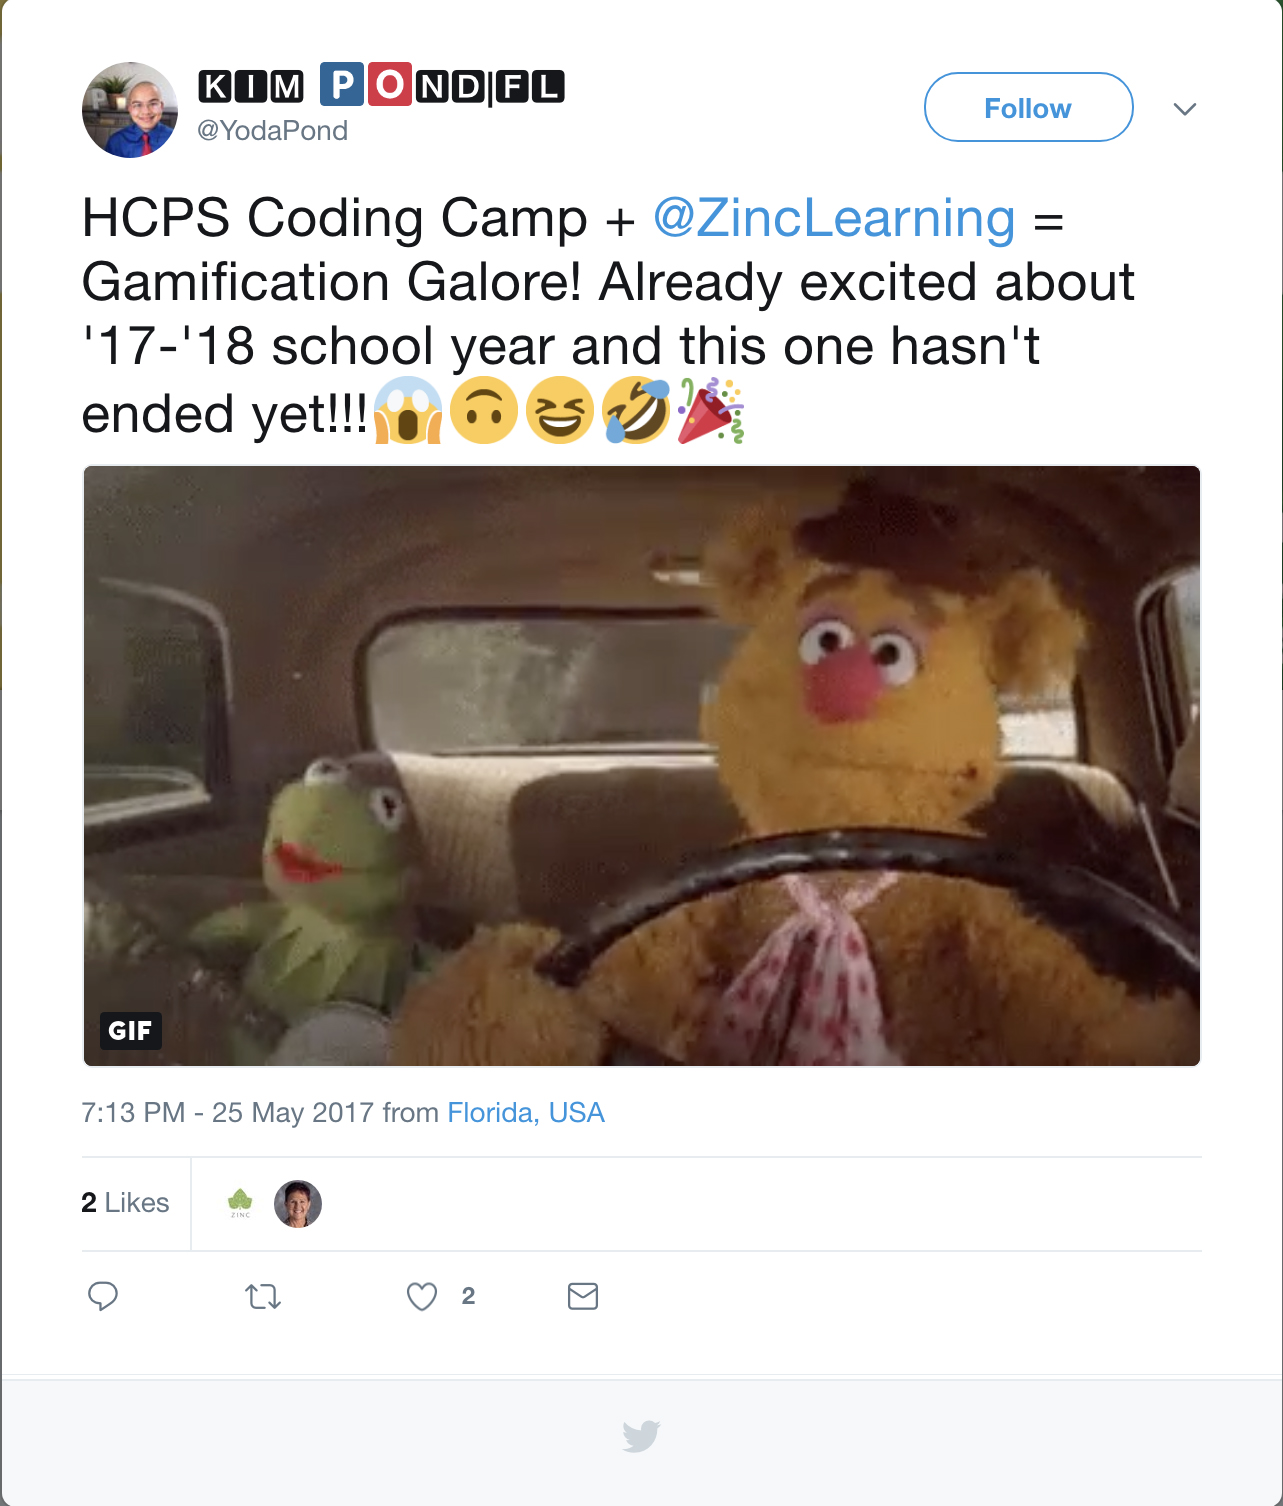 KIM POND|FL
@YodaPond
Follow
HCPS Coding Camp + @ZincLearning =
Gamification Galore! Already excited about
'17-'18 school year and this one hasn't
ended yet!!!😱🙃😆🤣🎉
GIF
7:13 PM - 25 May 2017 from Florida, USA
2 Likes
ZINC
2